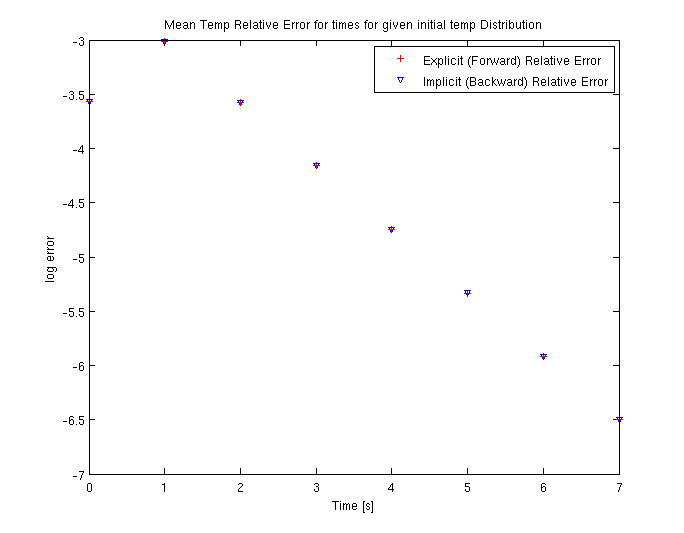 Mean Temp Relative Error for times for given initial temp Distribution
-3
Explicit (Forward) Relative Error
Implicit (Backward) Relative Error
-3.5
-4
-4.5
log error
-5
-5.5
-6
-6.5
-7
0 1 2 3 4 5 6 7
Time [s]